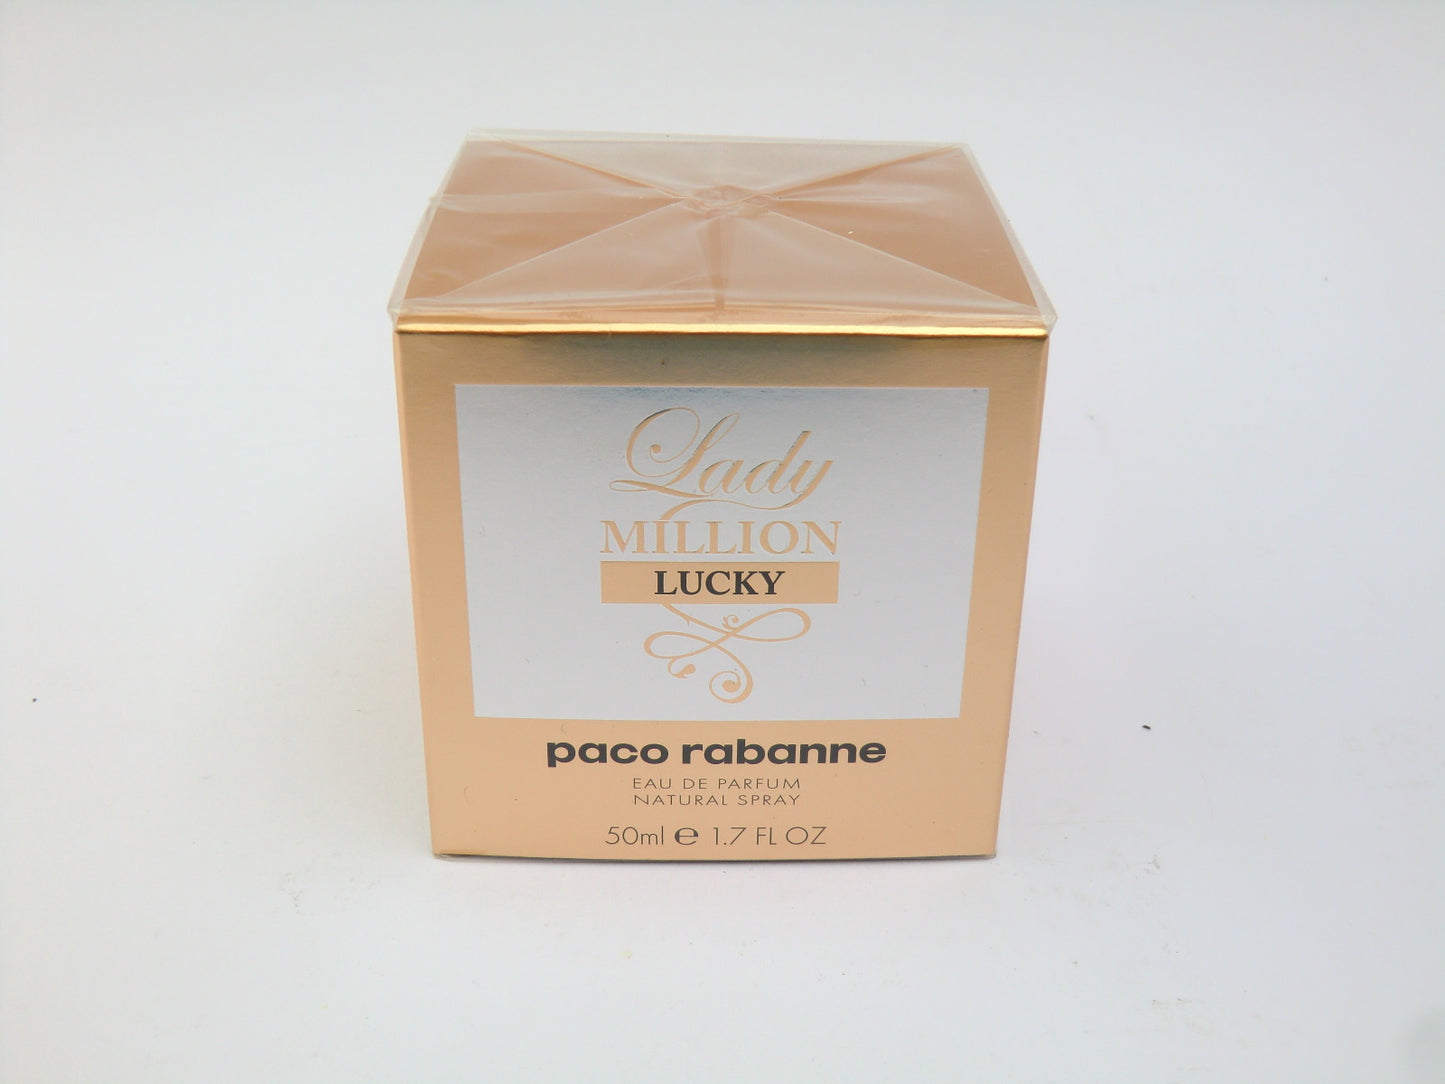 Lady
MILLION
LUCKY
paco rabanne
EAU DE PARFUM
NATURAL SPRAY
50ml ℮ 1.7 FL OZ